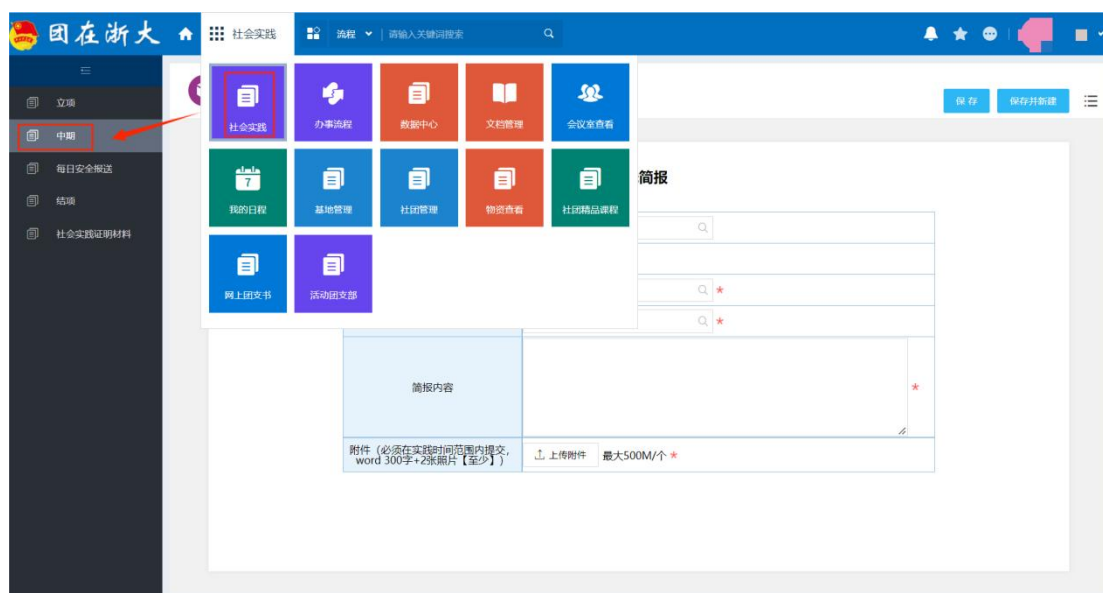 团在浙大
社会实践
流程
请输入关键词搜索
立项
中期
每日安全报送
结项
社会实践证明材料
社会实践
办事流程
数据中心
文档管理
会议室查看
7
我的日程
基地管理
社团管理
物资查看
社团精品课程
网上团支书
活动团支部
保存
保存并新建
简报
*
*
简报内容
*
附件（必须在实践时间范围内提交，
word 300字+2张照片【至少】）
上传附件
最大500M/个 *